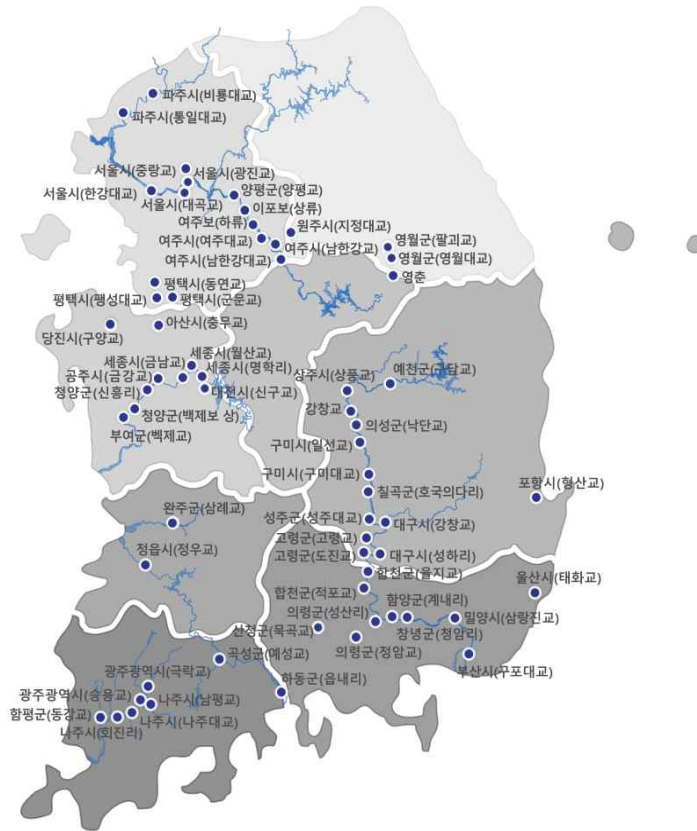 파주시(비룡대교)
파주시(통일대교)
서울시(중랑교)
서울시(광진교)
서울시(한강대교)
서울시(대곡교)
양평군(양평교)
이포보(상류)
여주보(하류)
원주시(지정대교)
여주시(여주대교)
여주시(남한강교)
여주시(남한강대교)
영월군(팔괴교)
영월군(영월대교)
영춘
평택시(동연교)
평택시(팽성대교)
평택시(군문교)
당진시(구양교)
아산시(충무교)
세종시(월산교)
세종시(금남교)
세종시(명학리)
공주시(금강교)
대전시(신구교)
청양군(신흥리)
청양군(백제보 상)
부여군(백제교)
상주시(상풍교)
예천군(구담교)
강창교
의성군(낙단교)
구미시(일선교)
구미시(구미대교)
칠곡군(호국의다리)
포항시(형산교)
성주군(성주대교)
대구시(강창교)
고령군(고령교)
고령군(도진교)
대구시(성하리)
합천군(율지교)
합천군(적포교)
함양군(계내리)
울산시(태화교)
의령군(성산리)
밀양시(삼랑진교)
산청군(묵곡교)
창녕군(청암리)
의령군(정암교)
부산시(구포대교)
완주군(삼례교)
정읍시(정우교)
곡성군(예성교)
하동군(읍내리)
광주광역시(극락교)
광주광역시(승용교)
나주시(남평교)
함평군(동강교)
나주시(나주대교)
나주시(회진리)